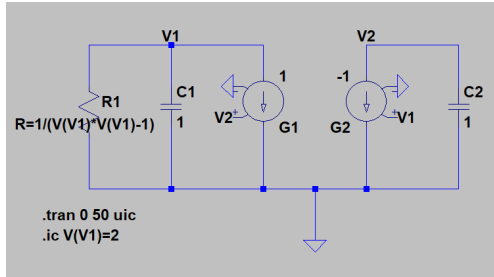 V1
V2
1
-1
R1
C1
C2
R=1/(V(V1)*V(V1)-1)
1
V2
+
G1
G2
+
V1
1
.tran 0 50 uic
.ic V(V1)=2